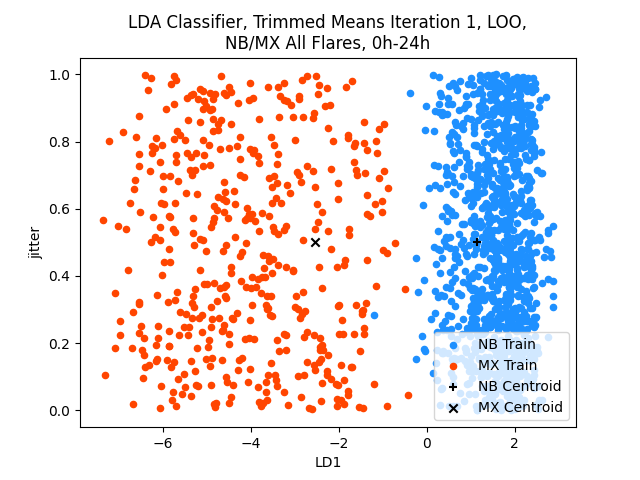 LDA Classifier, Trimmed Means Iteration 1, LOO,
NB/MX All Flares, 0h-24h
1.0
0.8
0.6
0.4
0.2
0.0
jitter
−6
−4
−2
0
2
LD1
NB Train
MX Train
NB Centroid
MX Centroid